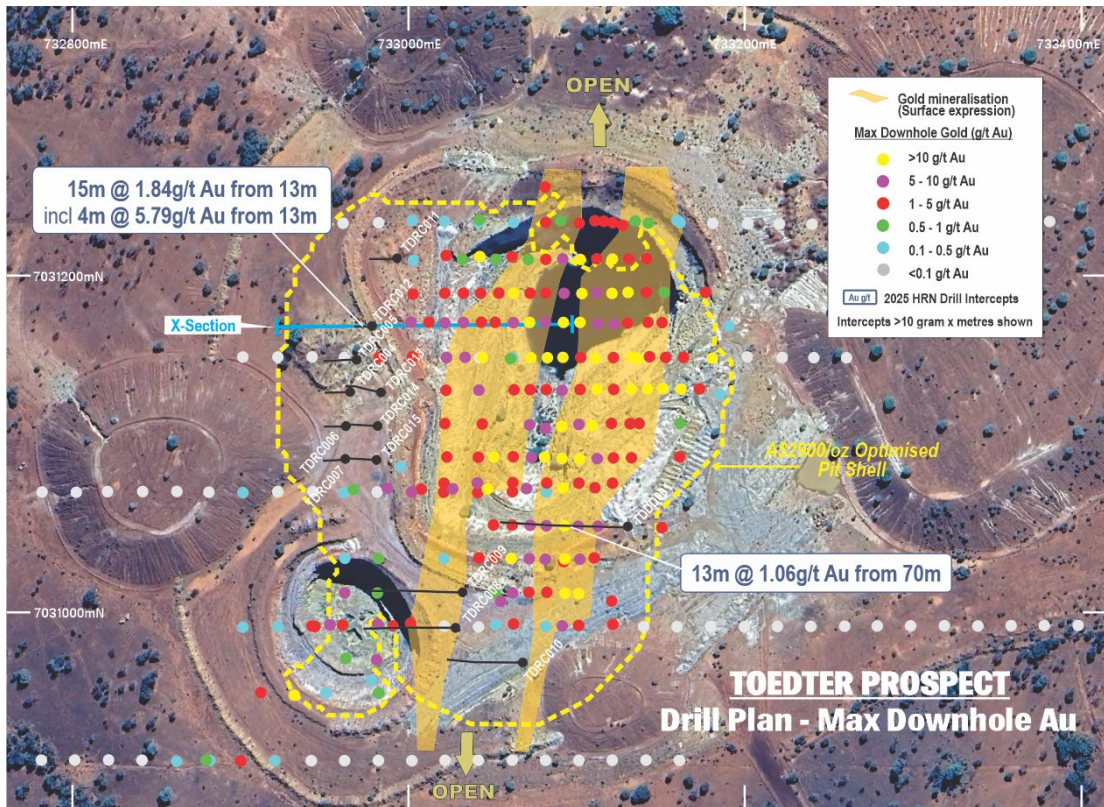 732800mE
733000mE
733200mE
733400mE
OPEN
Gold mineralisation
(Surface expression)
Max Downhole Gold (g/t Au)
>10 g/t Au
5 - 10 g/t Au
1 - 5 g/t Au
0.5 - 1 g/t Au
0.1 - 0.5 g/t Au
<0.1 g/t Au
Au g/t 2025 HRN Drill Intercepts
Intercepts >10 gram x metres shown
15m @ 1.84g/t Au from 13m
incl 4m @ 5.79g/t Au from 13m
TDRC011
7031200mN
TDRC012
X-Section
TDRC005
TDRC013
TDRC014
TDRC015
TDRC006
TDRC007
A$2900/oz Optimised
Pit Shell
TDRC009
13m @ 1.06g/t Au from 70m
7031000mN
TDRC008
TDRC010
TOEDTER PROSPECT
Drill Plan - Max Downhole Au
OPEN